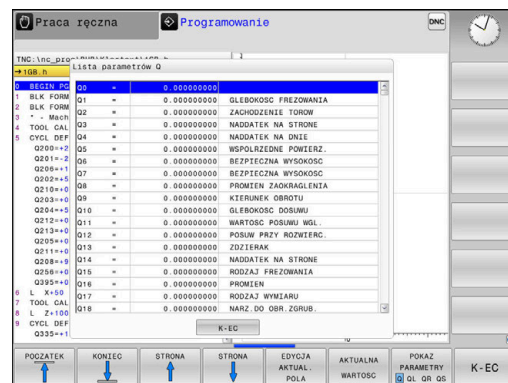 Praca ręczna
Programowanie
DNC
→1GB.h
Lista parametrów Q
0 BEGIN PG
1 BLK FORM
2 BLK FORM
3 * - Mach
4 TOOL CAL
5 CYCL DEF
Q200=+2
Q201=-2
Q206=+1
Q202=+5
Q210=+0
Q203=+0
Q204=+5
Q212=+0
Q213=+0
Q205=+0
Q211=+0
Q208=+9
Q256=+0
Q395=+0
6 L X+50
7 TOOL CAL
8 L Z+100
9 CYCL DEF
Q335=+1
Q0 = 0.000000000
Q1 = 0.000000000 GLEBOKOSC FREZOWANIA
Q2 = 0.000000000 ZACHODZENIE TOROW
Q3 = 0.000000000 NADDATEK NA STRONE
Q4 = 0.000000000 NADDATEK NA DNIE
Q5 = 0.000000000 WSPOLRZEDNE POWIERZ.
Q6 = 0.000000000 BEZPIECZNA WYSOKOSC
Q7 = 0.000000000 BEZPIECZNA WYSOKOSC
Q8 = 0.000000000 PROMIEN ZAOKRAGLENIA
Q9 = 0.000000000 KIERUNEK OBROTU
Q10 = 0.000000000 GLEBOKOSC DOSUWU
Q11 = 0.000000000 WARTOSC POSUWU WGL.
Q12 = 0.000000000 POSUW PRZY ROZWIERC.
Q13 = 0.000000000 ZDZIERAK
Q14 = 0.000000000 NADDATEK NA STRONE
Q15 = 0.000000000 RODZAJ FREZOWANIA
Q16 = 0.000000000 PROMIEN
Q17 = 0.000000000 RODZAJ WYMIARU
Q18 = 0.000000000 NARZ.DO OBR.ZGRUB.
K-EC
POCZATEK
KONIEC
STRONA
STRONA
EDYCJA
AKTUAL.
POLA
AKTUALNA
WARTOSC
POKAZ
PARAMETRY
Q QL QR QS
K-EC